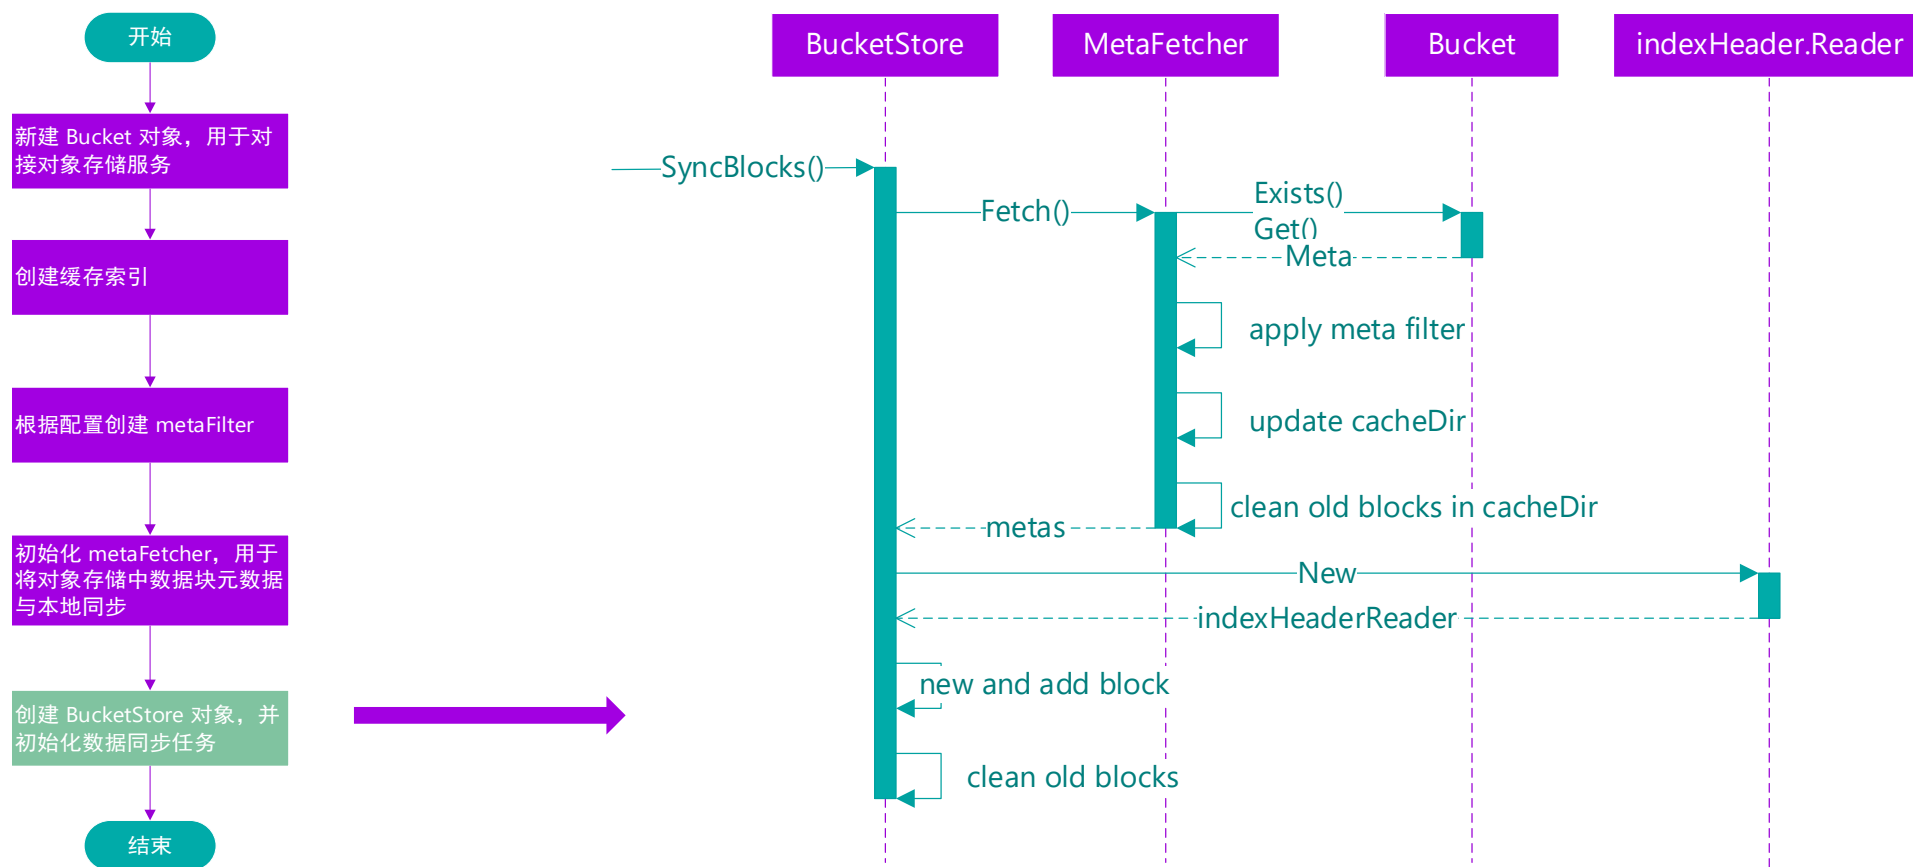 开始
新建 Bucket 对象，用于对
接对象存储服务
创建缓存索引
根据配置创建 metaFilter
初始化 metaFetcher，用于
将对象存储中数据块元数据
与本地同步
创建 BucketStore 对象，并
初始化数据同步任务
结束
BucketStore
MetaFetcher
Bucket
indexHeader.Reader
SyncBlocks()
Fetch()
Exists()
Get()
Meta
apply meta filter
update cacheDir
clean old blocks in cacheDir
metas
New
indexHeaderReader
new and add block
clean old blocks